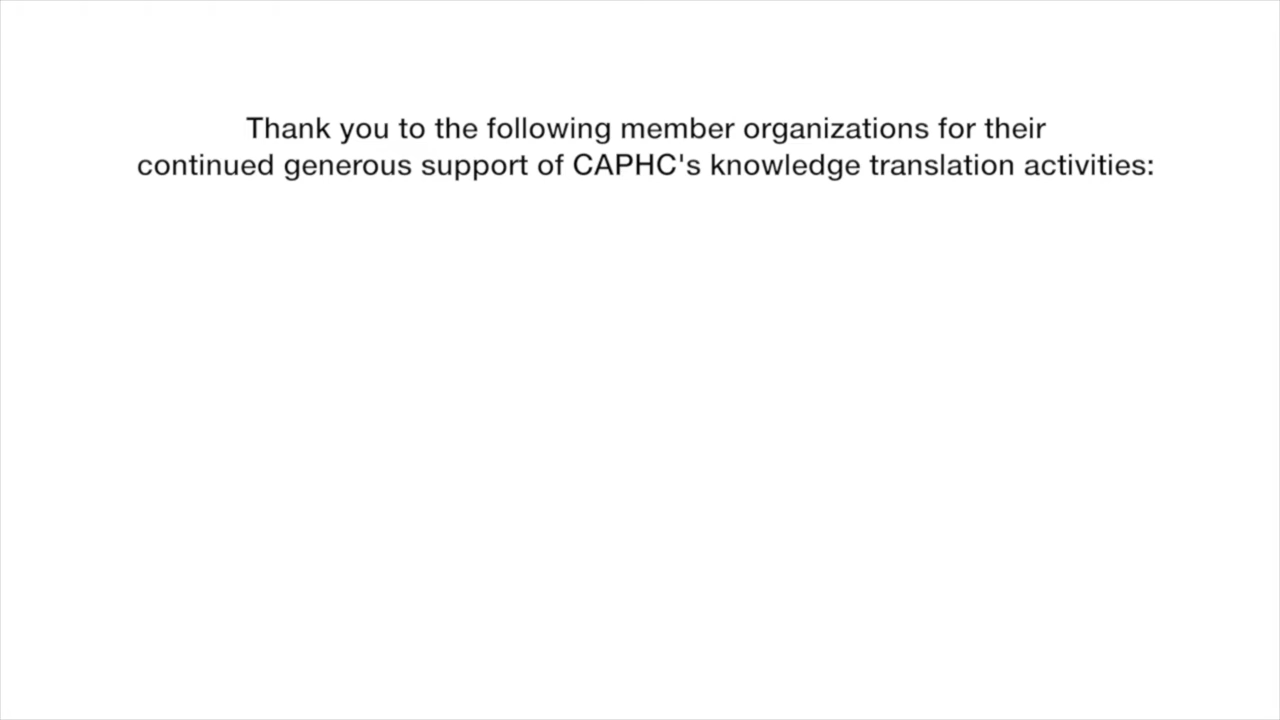 Thank you to the following member organizations for their
continued generous support of CAPHC's knowledge translation activities: